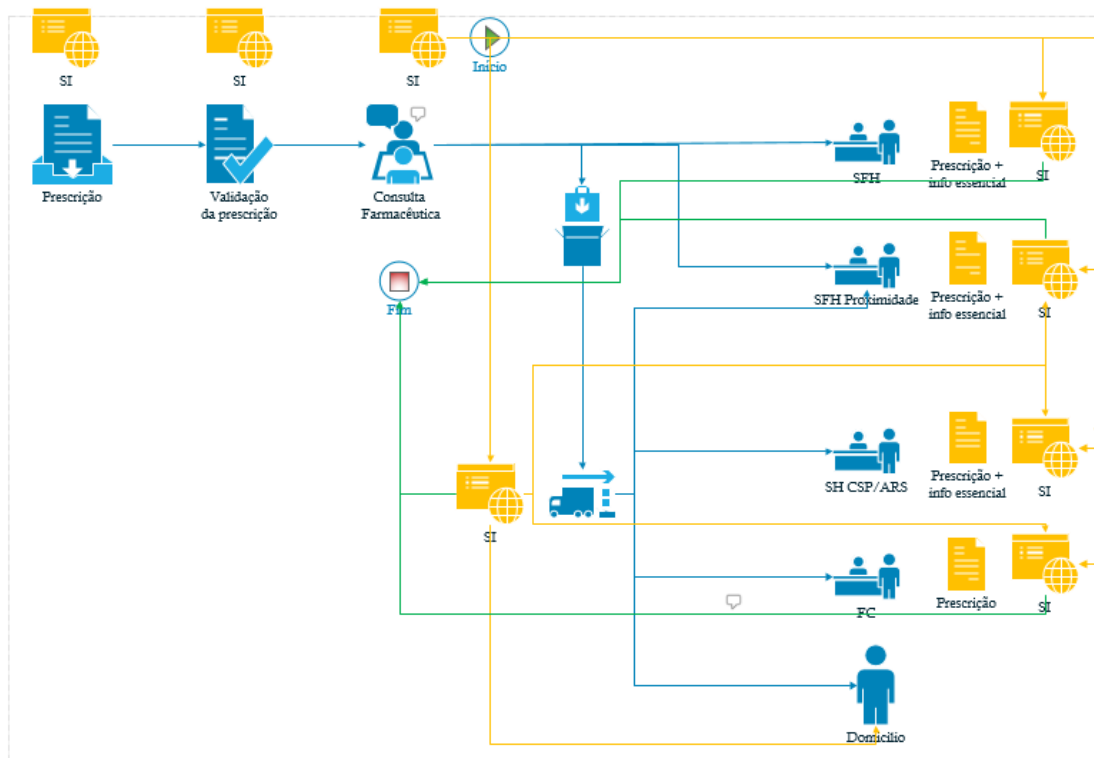 SI
SI
SI
Início
Prescrição
Validação
da prescrição
Consulta
Farmacêutica
SFH
Prescrição +
info essencial
SI
Fim
SFH Proximidade
Prescrição +
info essencial
SI
SH CSP/ARS
Prescrição +
info essencial
SI
SI
FC
Prescrição
SI
Domicílio